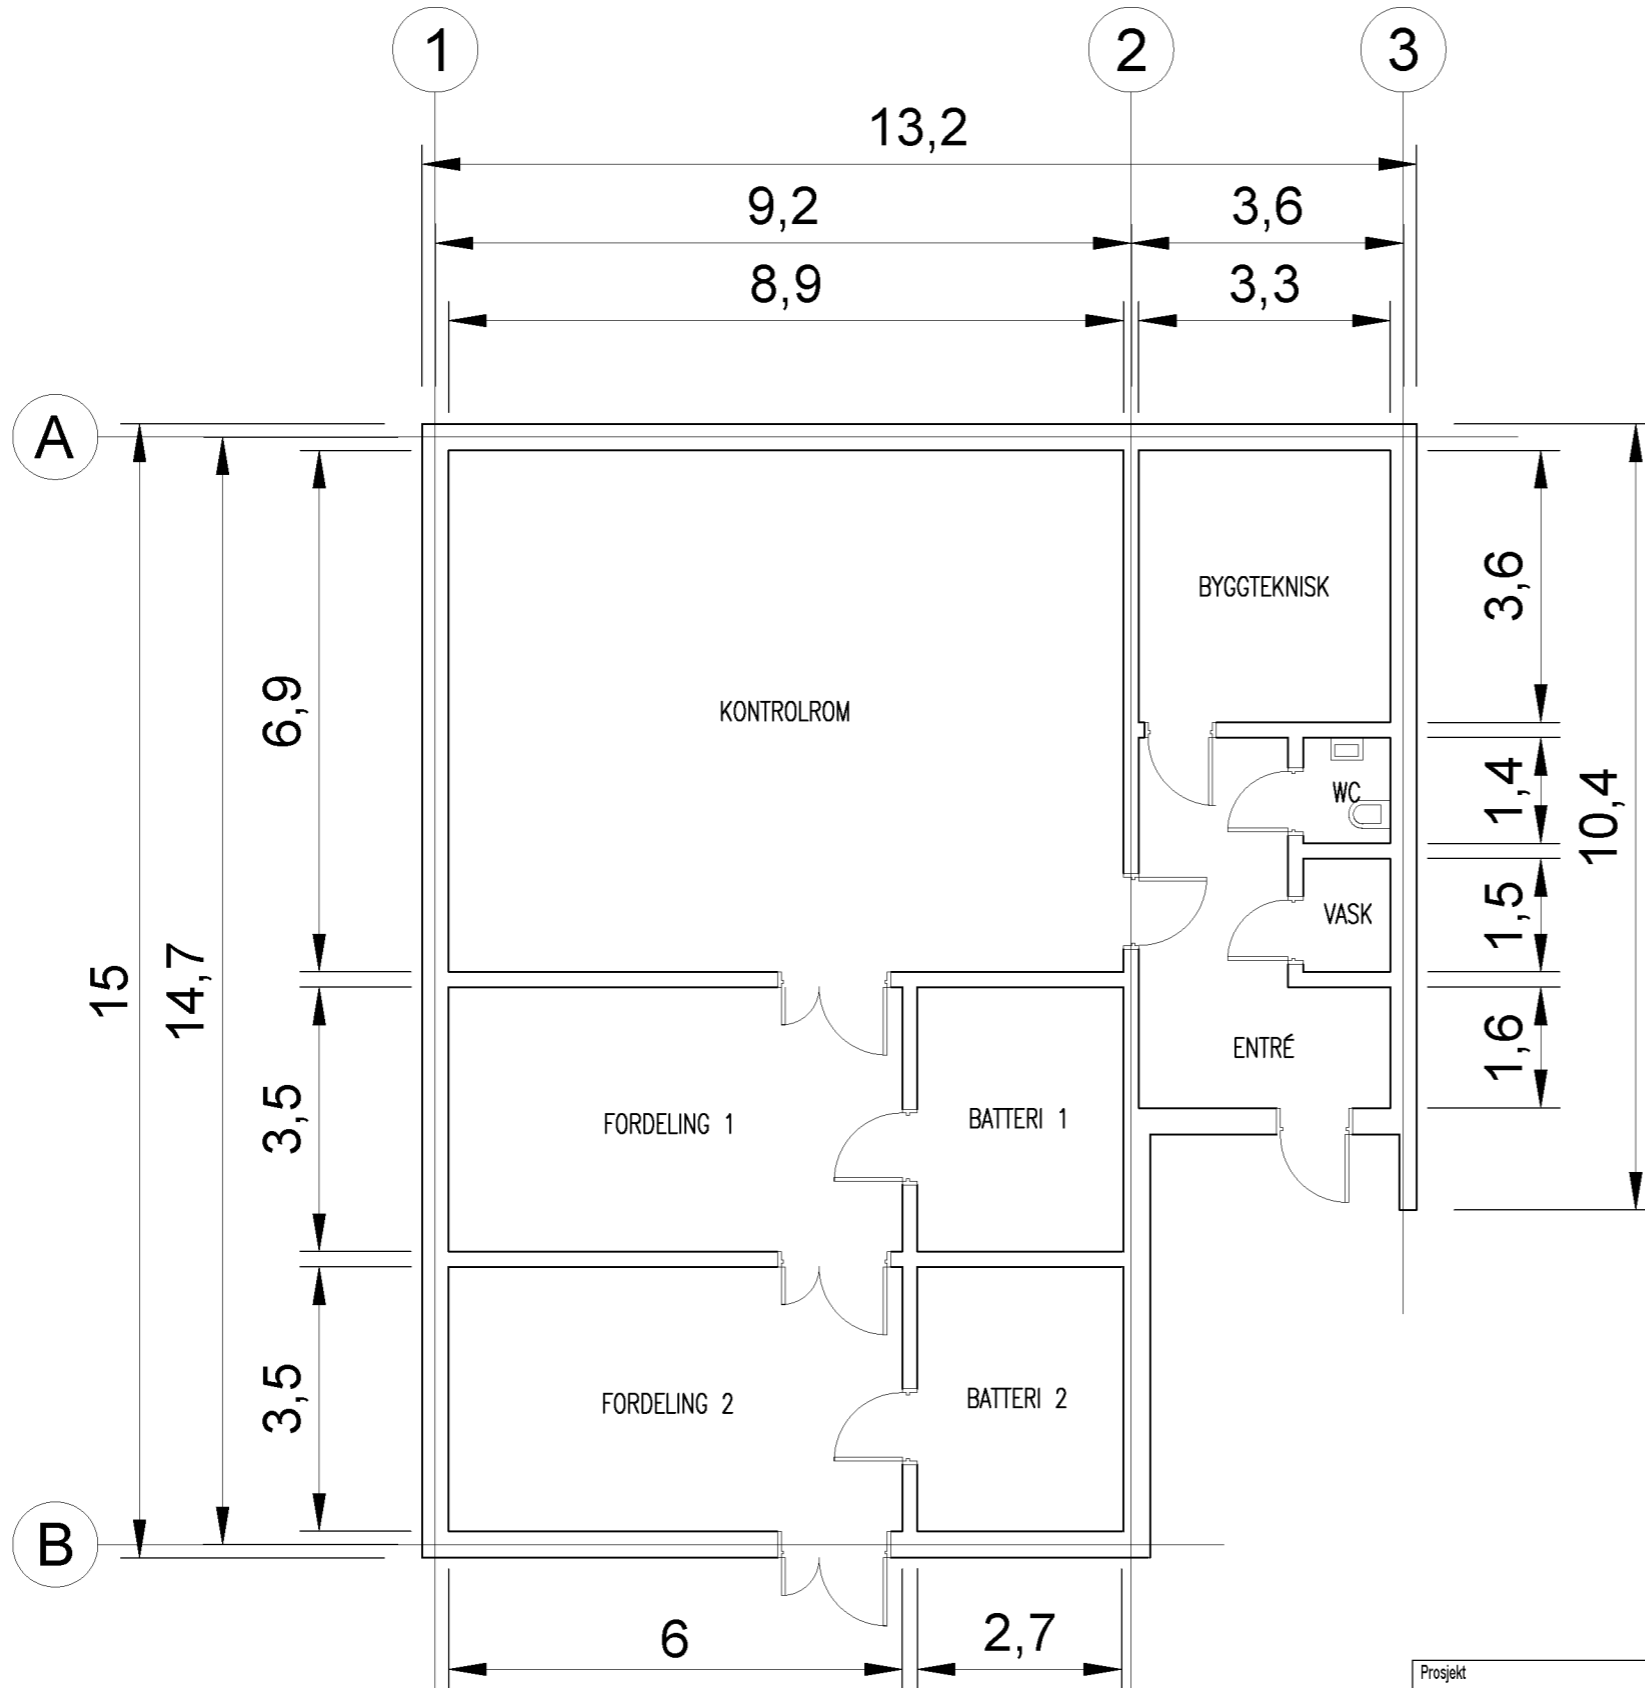 1
2
3
13,2
9,2
3,6
8,9
3,3
A
BYGGTEKNISK
3,6
6,9
KONTROLROM
WC
1,4
10,4
VASK
1,5
15
14,7
ENTRÉ
1,6
3,5
FORDELING 1
BATTERI 1
3,5
FORDELING 2
BATTERI 2
B
6
2,7
Prosjekt